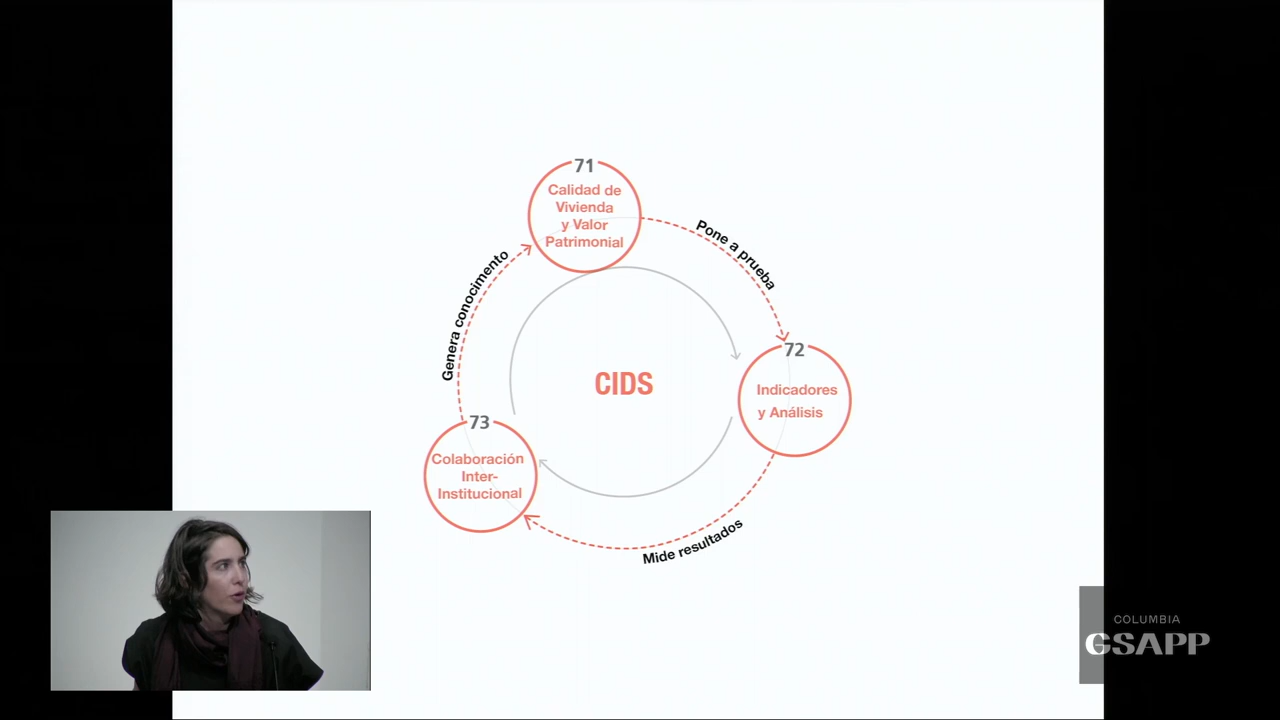 71
Calidad de
Vivienda
y Valor
Patrimonial
Pone a prueba
72
Indicadores
y Análisis
Mide resultados
73
Colaboración
Inter-
Institucional
Genera conocimento
CIDS
COLUMBIA
GSAPP